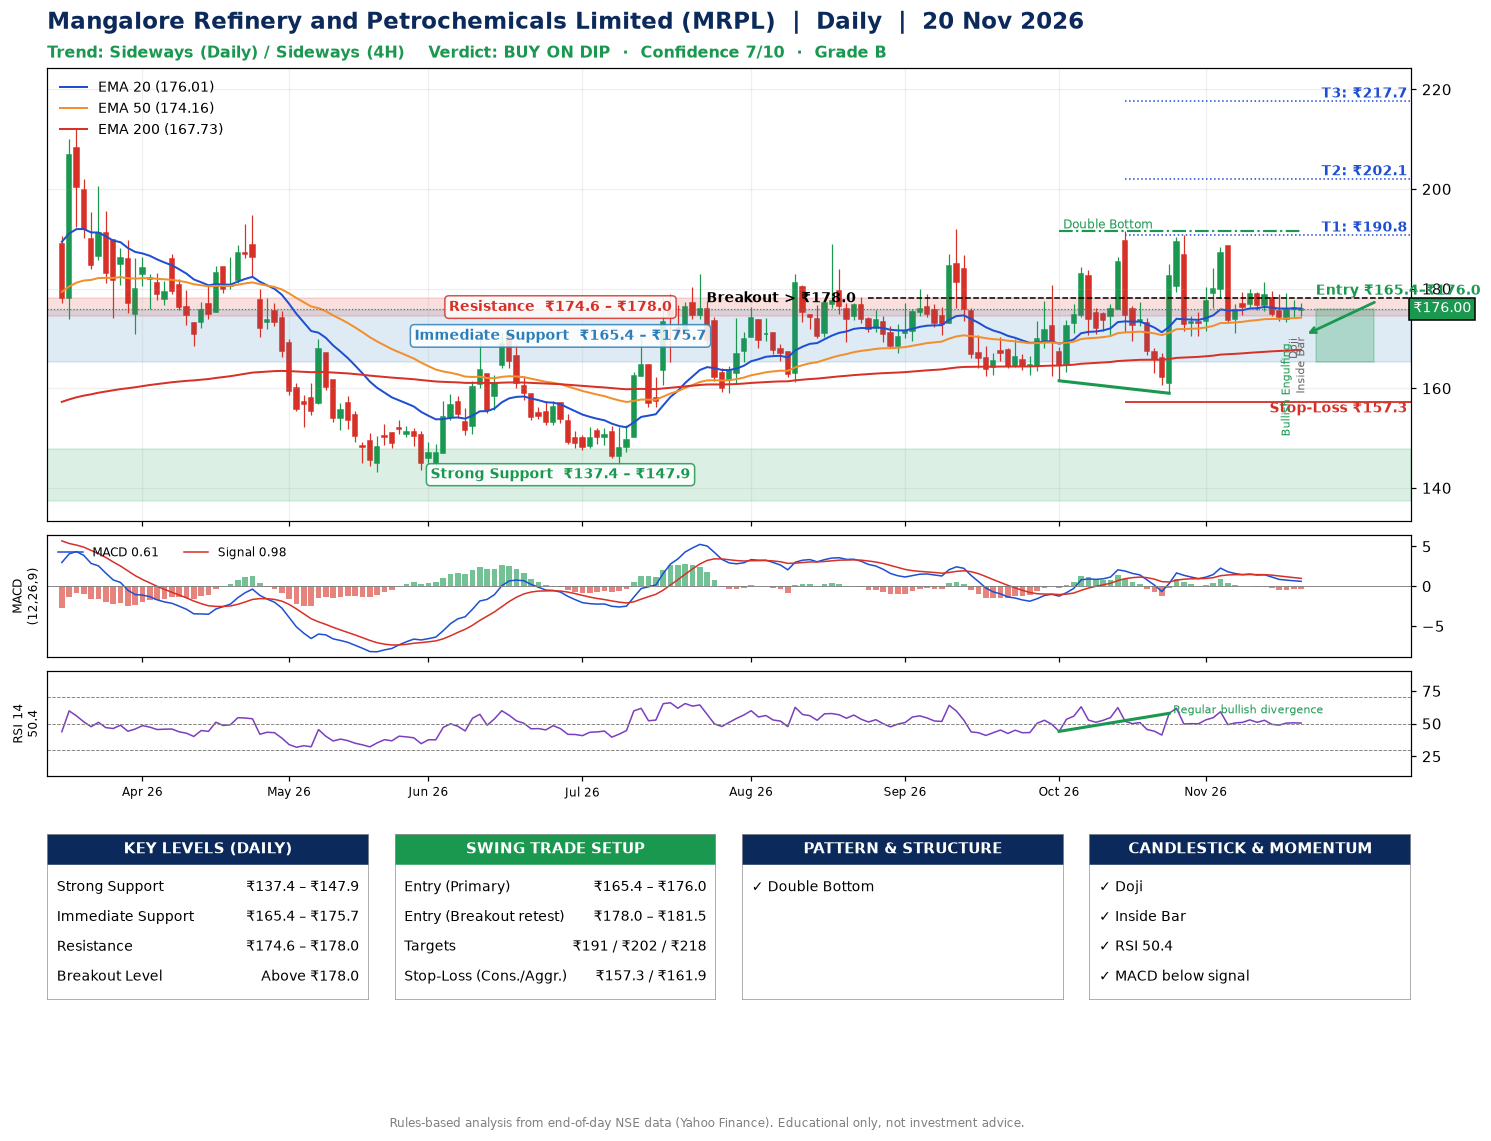 Mangalore Refinery and Petrochemicals Limited (MRPL)  |  Daily  |  20 Nov 2026
Trend: Sideways (Daily) / Sideways (4H)    Verdict: BUY ON DIP  ·  Confidence 7/10  ·  Grade B
EMA 20 (176.01)
EMA 50 (174.16)
EMA 200 (167.73)
T3: ₹217.7
T2: ₹202.1
T1: ₹190.8
Double Bottom
Breakout > ₹178.0
Entry ₹165.4-₹176.0
₹176.00
Resistance  ₹174.6 – ₹178.0
Immediate Support  ₹165.4 – ₹175.7
Doji
Inside Bar
Bullish Engulfing
Stop-Loss ₹157.3
Strong Support  ₹137.4 – ₹147.9
220
200
180
160
140
MACD 0.61
Signal 0.98
MACD
(12,26,9)
5
0
−5
RSI 14
50.4
Regular bullish divergence
75
50
25
Apr 26
May 26
Jun 26
Jul 26
Aug 26
Sep 26
Oct 26
Nov 26
KEY LEVELS (DAILY)
Strong Support ₹137.4 – ₹147.9
Immediate Support ₹165.4 – ₹175.7
Resistance ₹174.6 – ₹178.0
Breakout Level Above ₹178.0
SWING TRADE SETUP
Entry (Primary) ₹165.4 – ₹176.0
Entry (Breakout retest) ₹178.0 – ₹181.5
Targets ₹191 / ₹202 / ₹218
Stop-Loss (Cons./Aggr.) ₹157.3 / ₹161.9
PATTERN & STRUCTURE
✓ Double Bottom
CANDLESTICK & MOMENTUM
✓ Doji
✓ Inside Bar
✓ RSI 50.4
✓ MACD below signal
Rules-based analysis from end-of-day NSE data (Yahoo Finance). Educational only, not investment advice.